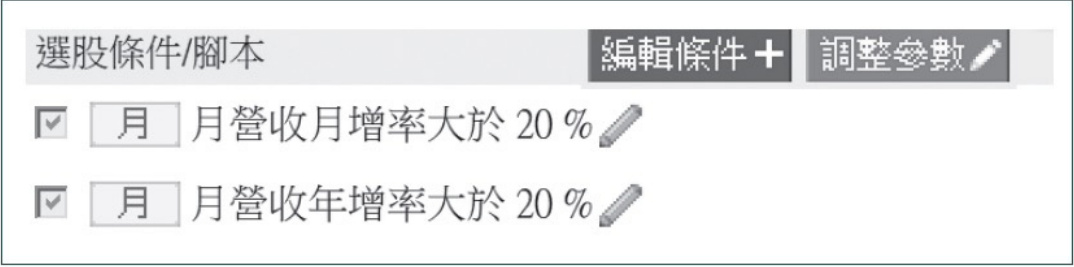 選股條件/腳本 編輯條件+ 調整參數
月 月營收月增率大於 20 %
月 月營收年增率大於 20 %